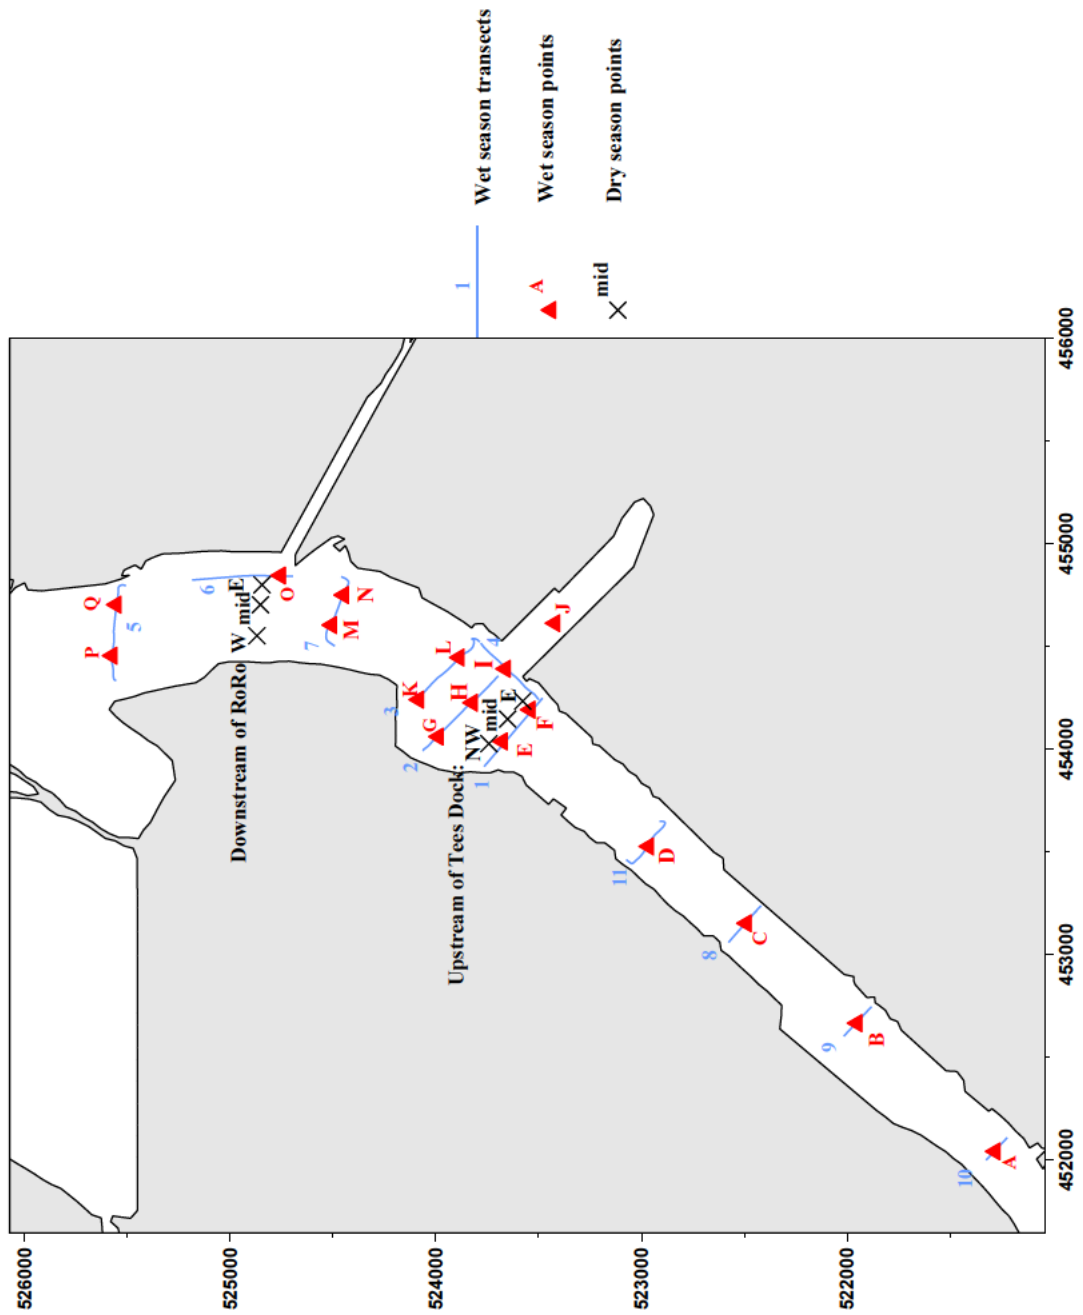 Wet season transects
Wet season points
Dry season points
1
A
mid
456000
455000
454000
453000
452000
526000
525000
524000
523000
522000
Q
P
5
6
E
mid
W
Downstream of RoRo
O
N
M
7
L
K
3
4
I
J
H
G
2
E
mid
NW
Upstream of Tees Dock:
F
E
1
D
11
C
8
B
9
A
10